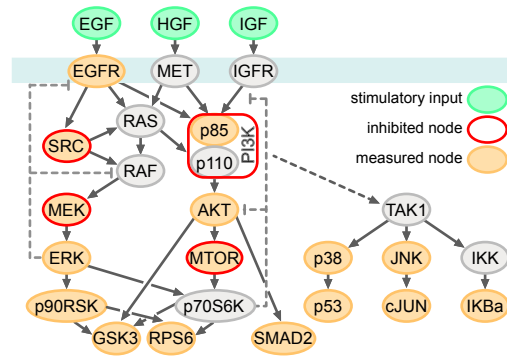 EGF HGF IGF
EGFR MET IGFR
stimulatory input
RAS p85
inhibited node
SRC PI3K
measured node
RAF p110
MEK AKT TAK1
ERK MTOR p38 JNK IKK
p90RSK p70S6K p53 cJUN IKBa
GSK3 RPS6 SMAD2